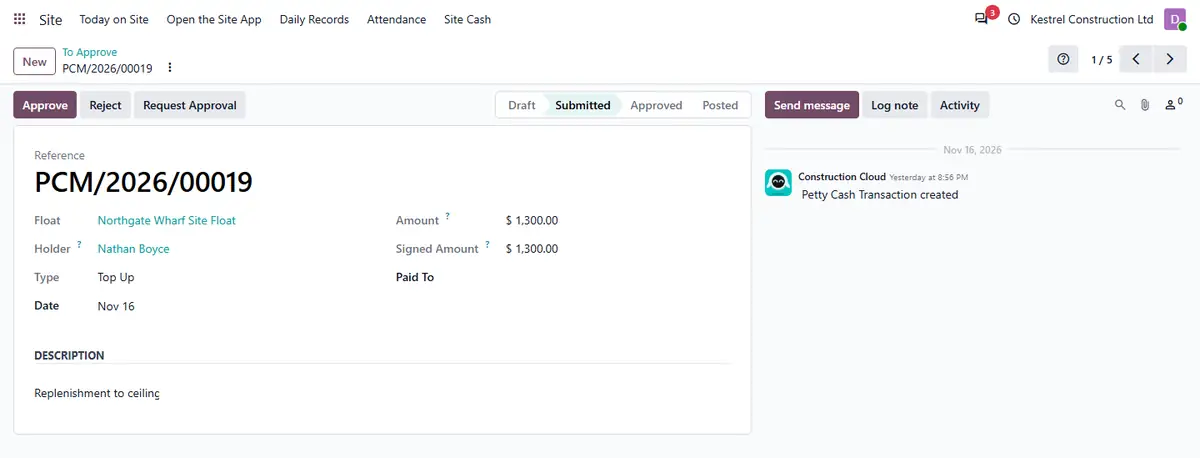 Site Today on Site Open the Site App Daily Records Attendance Site Cash 3 Kestrel Construction Ltd D
New To Approve
PCM/2026/00019 1 / 5
Approve Reject Request Approval Draft Submitted Approved Posted Send message Log note Activity 0
Nov 16, 2026
Reference
PCM/2026/00019
Construction Cloud Yesterday at 8:56 PM
Petty Cash Transaction created
Float Northgate Wharf Site Float Amount ? $ 1,300.00
Holder ? Nathan Boyce Signed Amount ? $ 1,300.00
Type Top Up Paid To
Date Nov 16
DESCRIPTION
Replenishment to ceiling